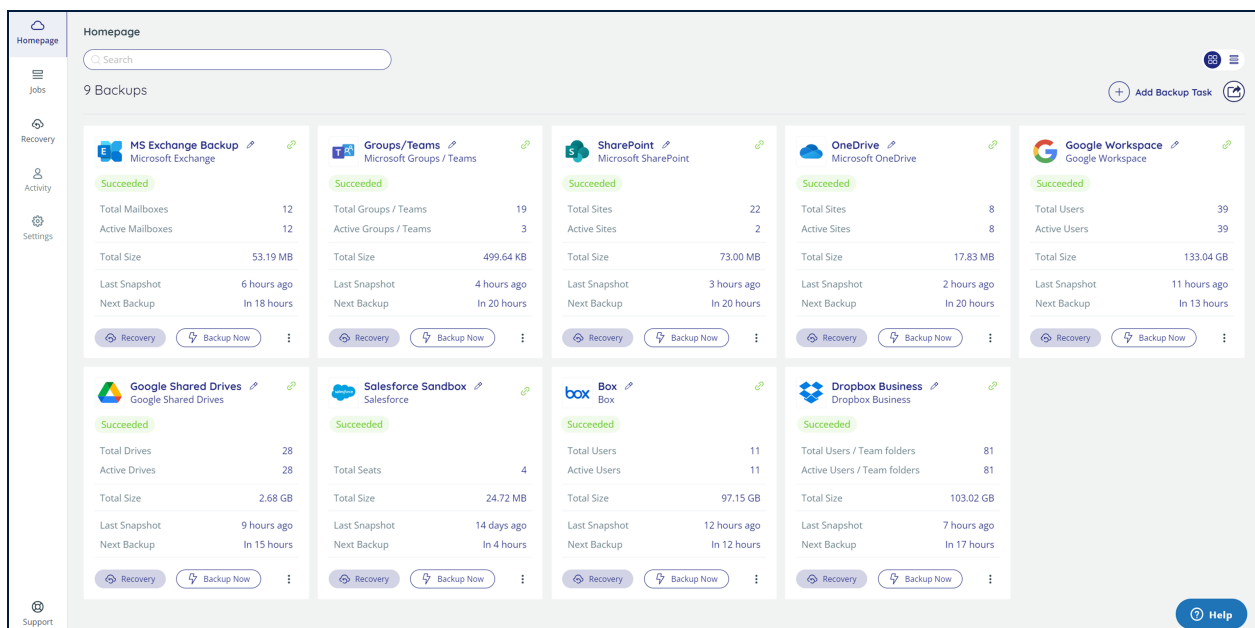 Homepage
Jobs
Recovery
Activity
Settings
Support
Homepage
Search
9 Backups
Add Backup Task
MS Exchange Backup
Microsoft Exchange
Succeeded
Total Mailboxes 12
Active Mailboxes 12
Total Size 53.19 MB
Last Snapshot 6 hours ago
Next Backup In 18 hours
Recovery Backup Now
Groups/Teams
Microsoft Groups / Teams
Succeeded
Total Groups / Teams 19
Active Groups / Teams 3
Total Size 499.64 KB
Last Snapshot 4 hours ago
Next Backup In 20 hours
Recovery Backup Now
SharePoint
Microsoft SharePoint
Succeeded
Total Sites 22
Active Sites 2
Total Size 73.00 MB
Last Snapshot 3 hours ago
Next Backup In 20 hours
Recovery Backup Now
OneDrive
Microsoft OneDrive
Succeeded
Total Sites 8
Active Sites 8
Total Size 17.83 MB
Last Snapshot 2 hours ago
Next Backup In 20 hours
Recovery Backup Now
Google Workspace
Google Workspace
Succeeded
Total Users 39
Active Users 39
Total Size 133.04 GB
Last Snapshot 11 hours ago
Next Backup In 13 hours
Recovery Backup Now
Google Shared Drives
Google Shared Drives
Succeeded
Total Drives 28
Active Drives 28
Total Size 2.68 GB
Last Snapshot 9 hours ago
Next Backup In 15 hours
Recovery Backup Now
salesforce
Salesforce Sandbox
Salesforce
Succeeded
Total Seats 4
Total Size 24.72 MB
Last Snapshot 14 days ago
Next Backup In 4 hours
Recovery Backup Now
box
Box
Box
Succeeded
Total Users 11
Active Users 11
Total Size 97.15 GB
Last Snapshot 12 hours ago
Next Backup In 12 hours
Recovery Backup Now
Dropbox Business
Dropbox Business
Succeeded
Total Users / Team folders 81
Active Users / Team folders 81
Total Size 103.02 GB
Last Snapshot 7 hours ago
Next Backup In 17 hours
Recovery Backup Now
Help